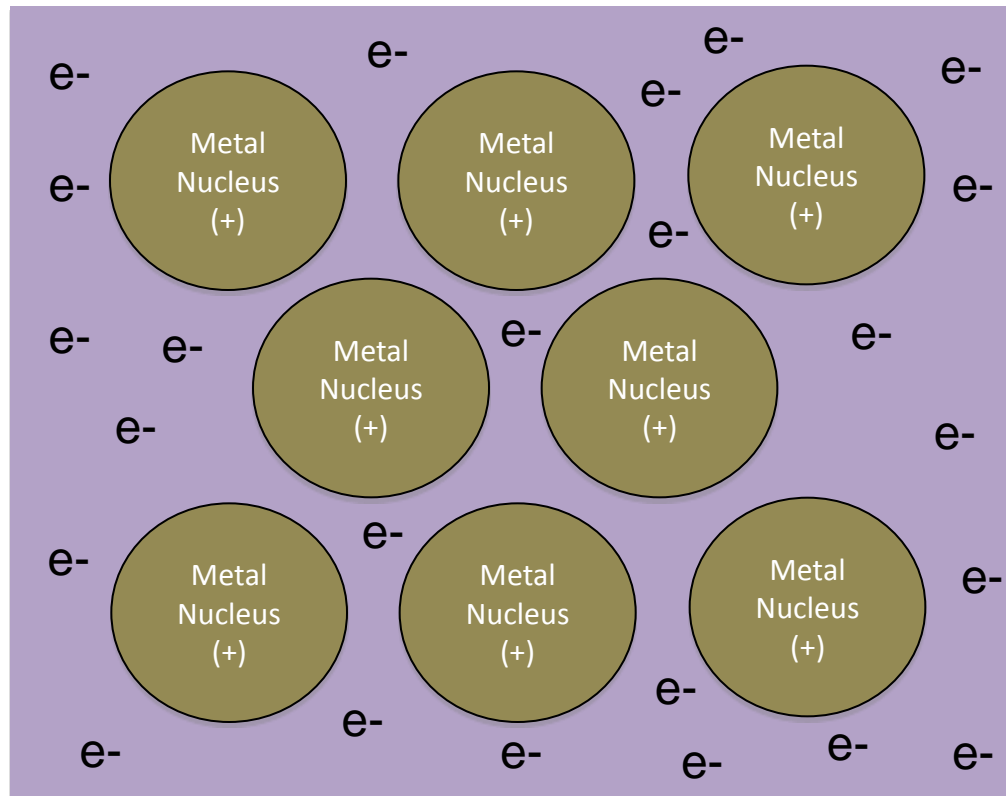 e-
e-
e-
e-
e-
Metal
Nucleus
(+)
Metal
Nucleus
(+)
Metal
Nucleus
(+)
e-
e-
e-
e-
e-
e-
e-
Metal
Nucleus
(+)
Metal
Nucleus
(+)
e-
e-
e-
e-
e-
Metal
Nucleus
(+)
Metal
Nucleus
(+)
Metal
Nucleus
(+)
e-
e-
e-
e-
e-
e-
e-